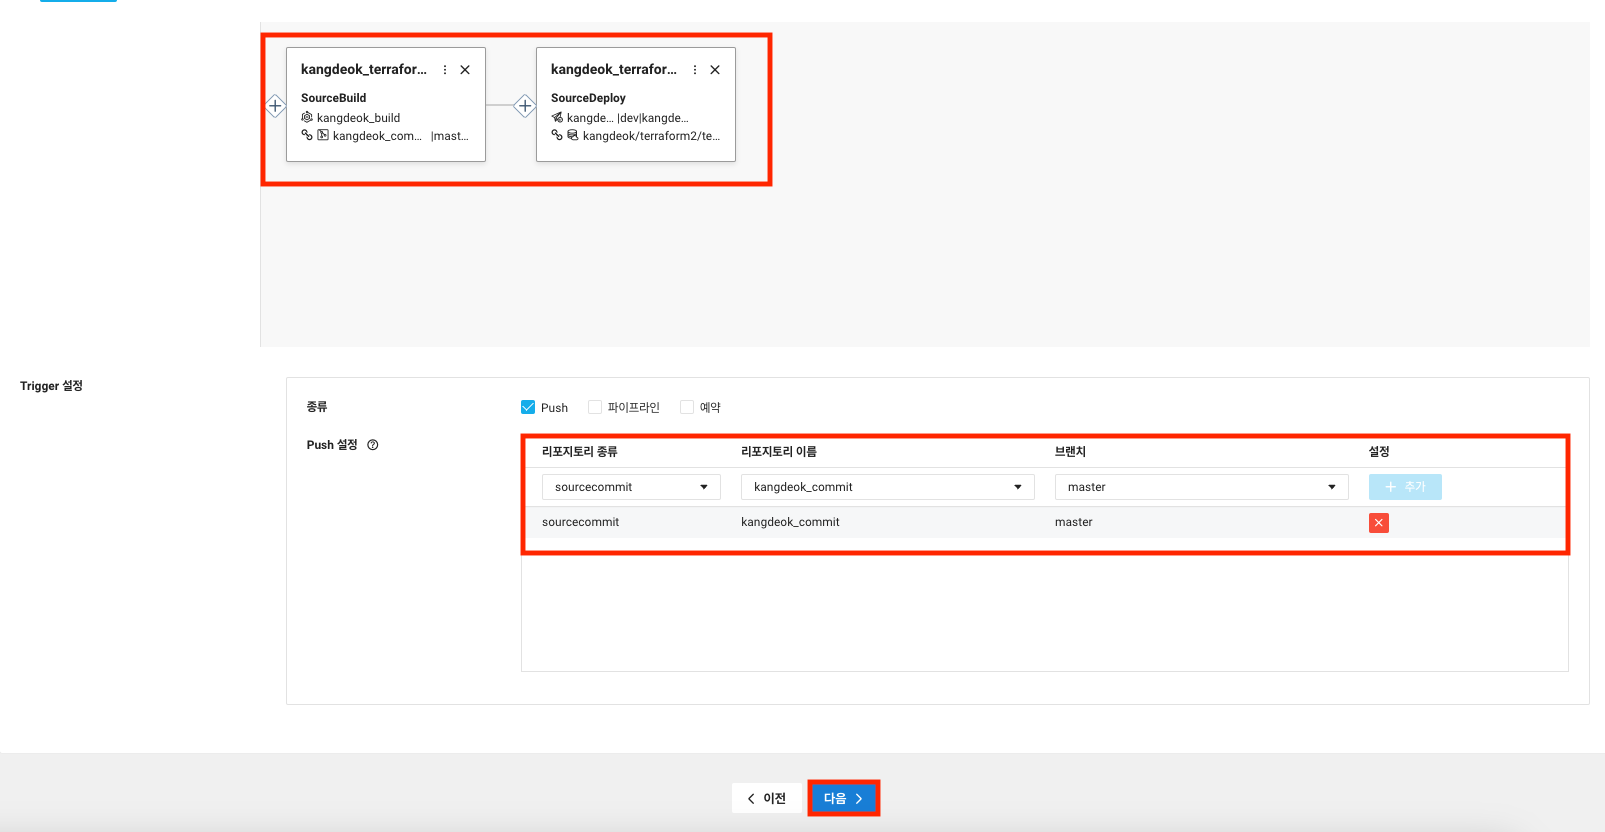 kangdeok_terrafor...
SourceBuild
kangdeok_build
kangdeok_com... |mast...
kangdeok_terrafor...
SourceDeploy
kangde... |dev|kangde...
kangdeok/terraform2/te...
Trigger 설정
종류
Push 파이프라인 예약
Push 설정
리포지토리 종류 리포지토리 이름 브랜치 설정
sourcecommit kangdeok_commit master 추가
sourcecommit kangdeok_commit master
이전 다음